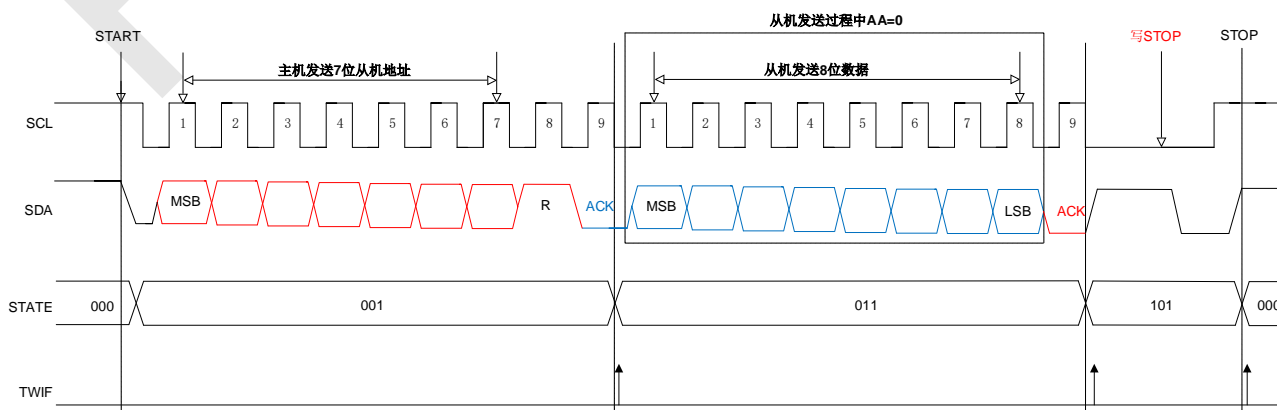 从机发送过程中AA=0
START
写STOP
STOP
主机发送7位从机地址
从机发送8位数据
SCL
1 2 3 4 5 6 7 8 9 1 2 3 4 5 6 7 8 9
SDA
MSB R ACK MSB LSB ACK
STATE 000 001 011 101 000
TWIF